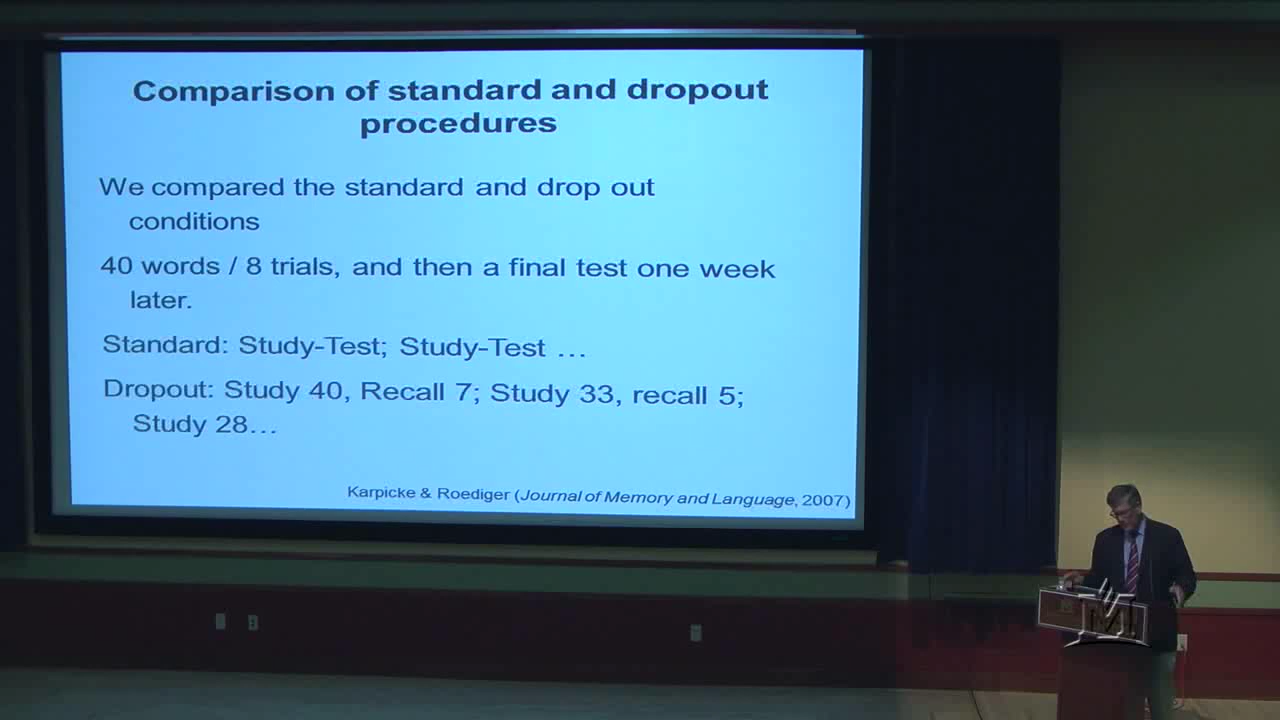 Comparison of standard and dropout
procedures
We compared the standard and drop out
conditions
40 words / 8 trials, and then a final test one week
later.
Standard: Study-Test; Study-Test …
Dropout: Study 40, Recall 7; Study 33, recall 5;
Study 28…
Karpicke & Roediger (Journal of Memory and Language, 2007)
M